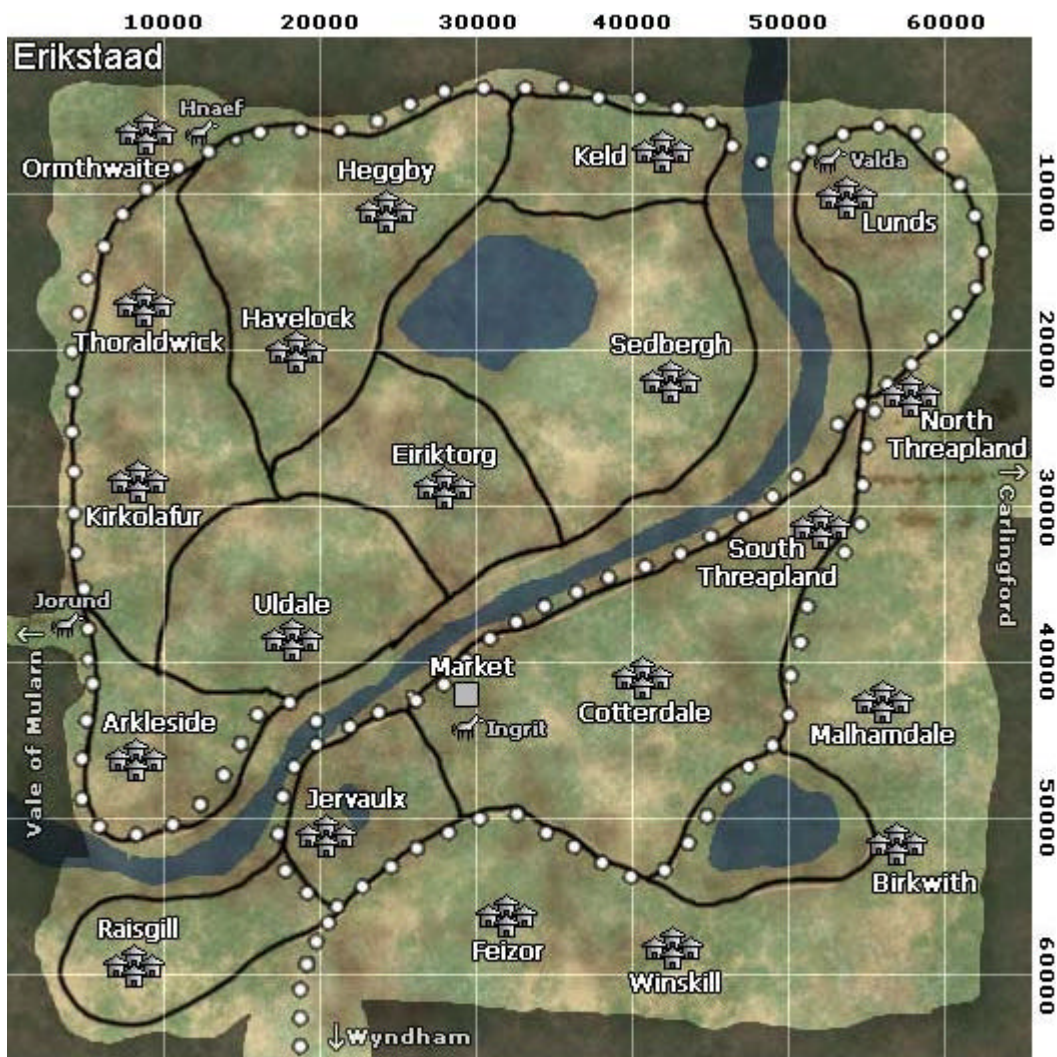 10000 20000 30000 40000 50000 60000
Erikstaad
Hnaef
Ormthwaite
Heggby
Keld
Valda
Lunds
10000
Thoraldwick
Havelock
Sedbergh
20000
Eiriktorg
North
Threapland
Kirkolafur
South
Threapland
30000
→ Carlingford
Jorund
Uldale
← Vale of Mularn
Market
40000
Arkleside
Ingrit
Cotterdale
Malhamdale
Jervaulx
50000
Birkwith
Raisgill
Feizor
Winskill
60000
↓Wyndham